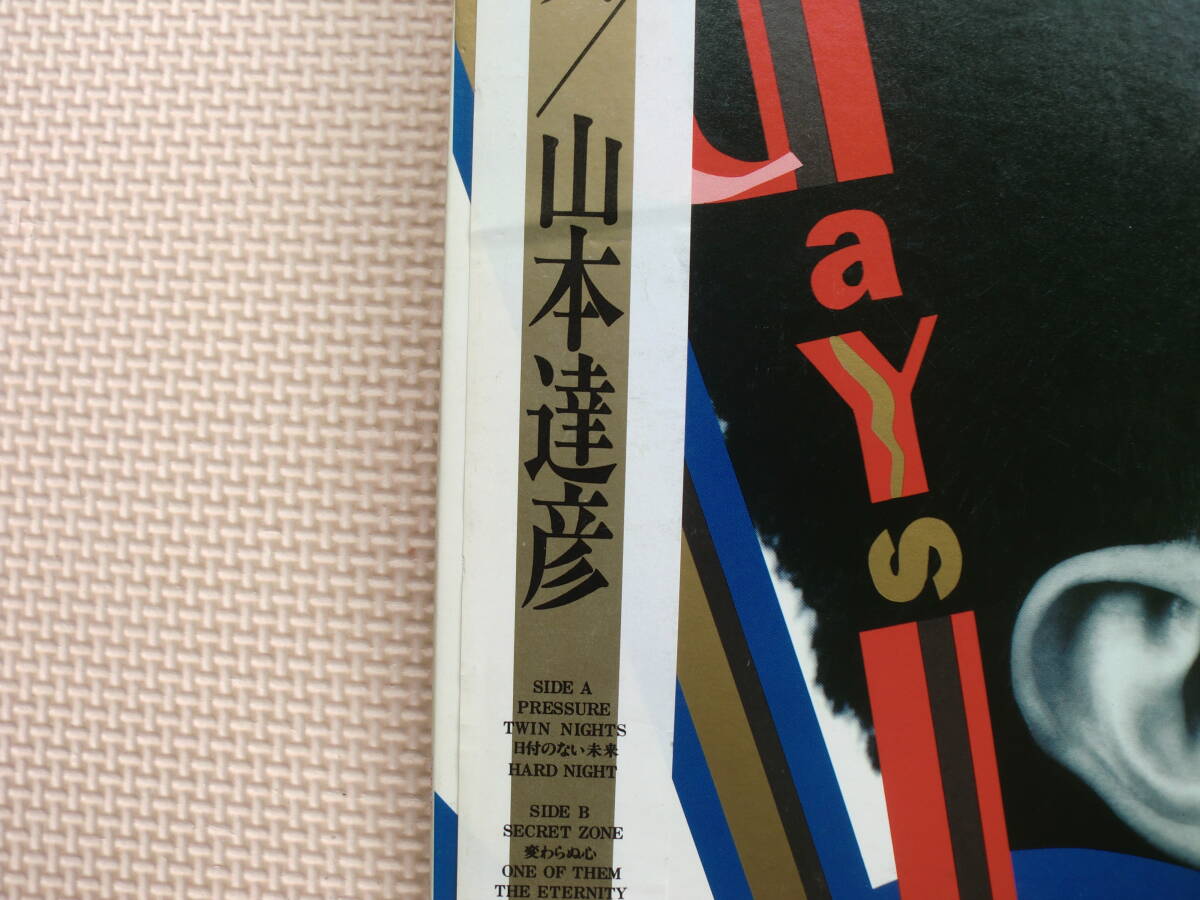 山本達彦
SIDE A
PRESSURE
TWIN NIGHTS
日付のない未来
HARD NIGHT
SIDE B
SECRET ZONE
変わらぬ心
ONE OF THEM
THE ETERNITY
aYs